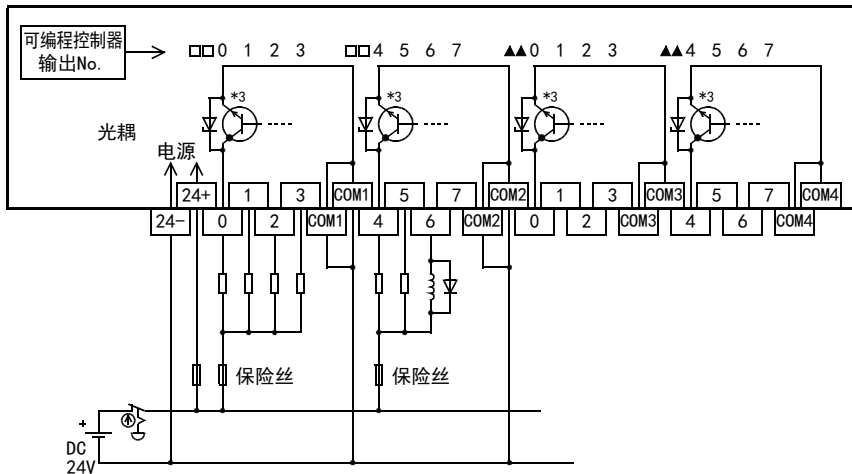 可编程控制器
输出No.
□□0 1 2 3 □□4 5 6 7 ▲▲0 1 2 3 ▲▲4 5 6 7
*3 *3 *3 *3
光耦
电源
24+ 1 3 COM1 5 7 COM2 1 3 COM3 5 7 COM4
24- 0 2 COM1 4 6 COM2 0 2 COM3 4 6 COM4
保险丝 保险丝
+
DC
24V